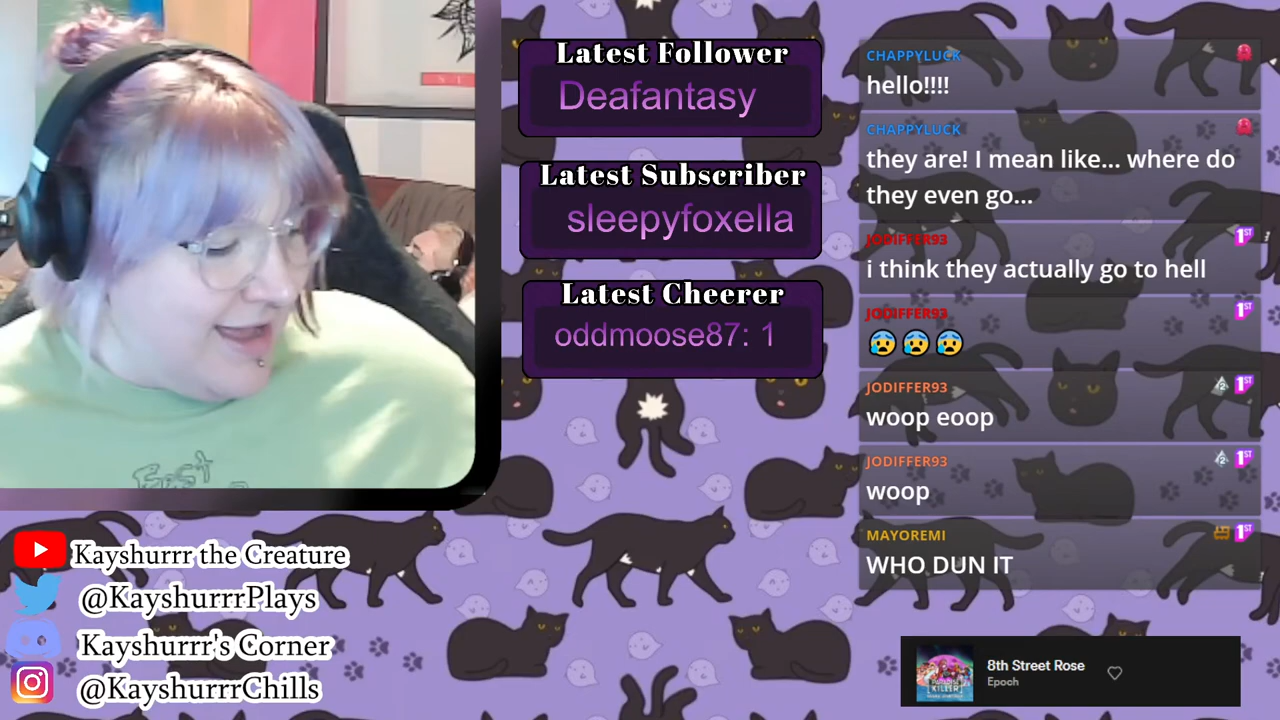 Latest Follower
Deafantasy
Latest Subscriber
sleepyfoxella
Latest Cheerer
oddmoose87: 1
CHAPPYLUCK
hello!!!!
CHAPPYLUCK
they are! I mean like... where do
they even go...
JODIFFER93
i think they actually go to hell
JODIFFER93
JODIFFER93
woop eoop
JODIFFER93
woop
MAYOREMI
WHO DUN IT
Kayshurrr the Creature
@KayshurrrPlays
Kayshurrr's Corner
@KayshurrrChills
8th Street Rose
Epoch